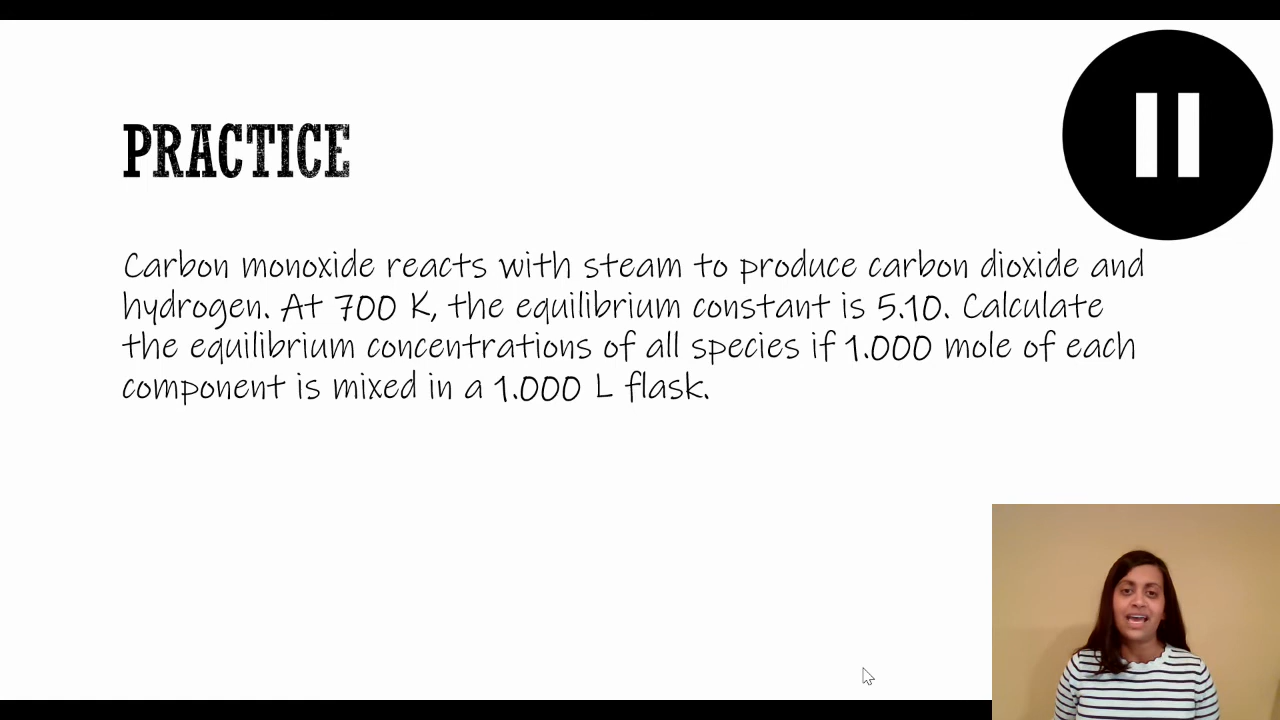 PRACTICE
Carbon monoxide reacts with steam to produce carbon dioxide and
hydrogen. At 700 K, the equilibrium constant is 5.10. Calculate
the equilibrium concentrations of all species if 1.000 mole of each
component is mixed in a 1.000 L flask.